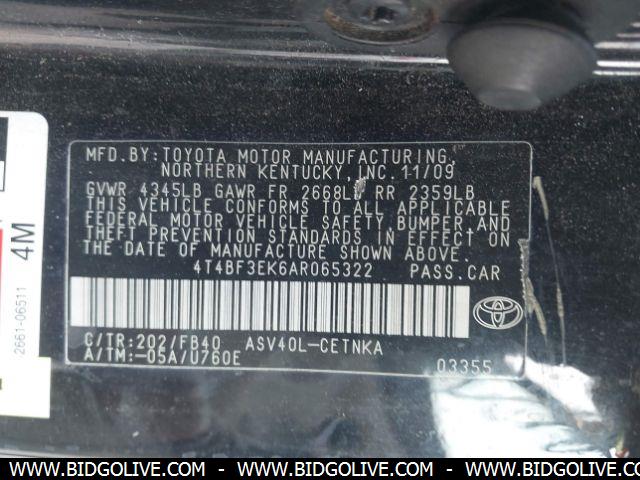 MFD.BY:TOYOTA MOTOR MANUFACTURING,
NORTHERN KENTUCKY,INC.11/09
GVWR 4345LB GAWR FR 2668LB RR 2359LB
THIS VEHICLE CONFORMS TO ALL APPLICABLE
FEDERAL MOTOR VEHICLE SAFETY, BUMPER, AND
THEFT PREVENTION STANDARDS IN EFFECT ON
THE DATE OF MANUFACTURE SHOWN ABOVE.
4T4BF3EK6AR065322 PASS.CAR
C/TR:202/FB40 ASV40L-CETNKA
A/TM:-05A/U760E 03355
2661-06511
4M
WWW.BIDGOLIVE.COM - WWW.BIDGOLIVE.COM - WWW.BIDGOLIVE.COM